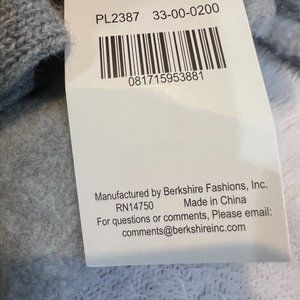 PL2387 33-00-0200
081715953881
Manufactured by Berkshire Fashions, Inc.
RN14750 Made in China
For questions or comments, Please email:
comments@berkshireinc.com